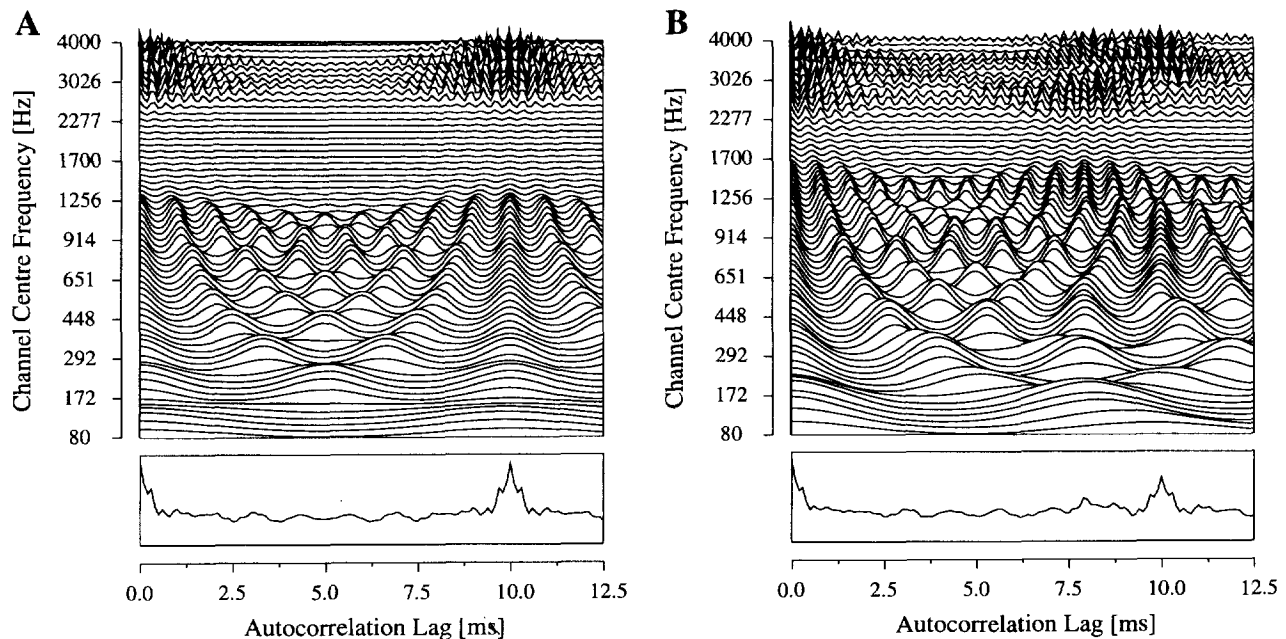 A
Channel Centre Frequency [Hz]
4000
3026
2277
1700
1256
914
651
448
292
172
80
0.0 2.5 5.0 7.5 10.0 12.5
Autocorrelation Lag [ms]
B
Channel Centre Frequency [Hz]
4000
3026
2277
1700
1256
914
651
448
292
172
80
0.0 2.5 5.0 7.5 10.0 12.5
Autocorrelation Lag [ms]